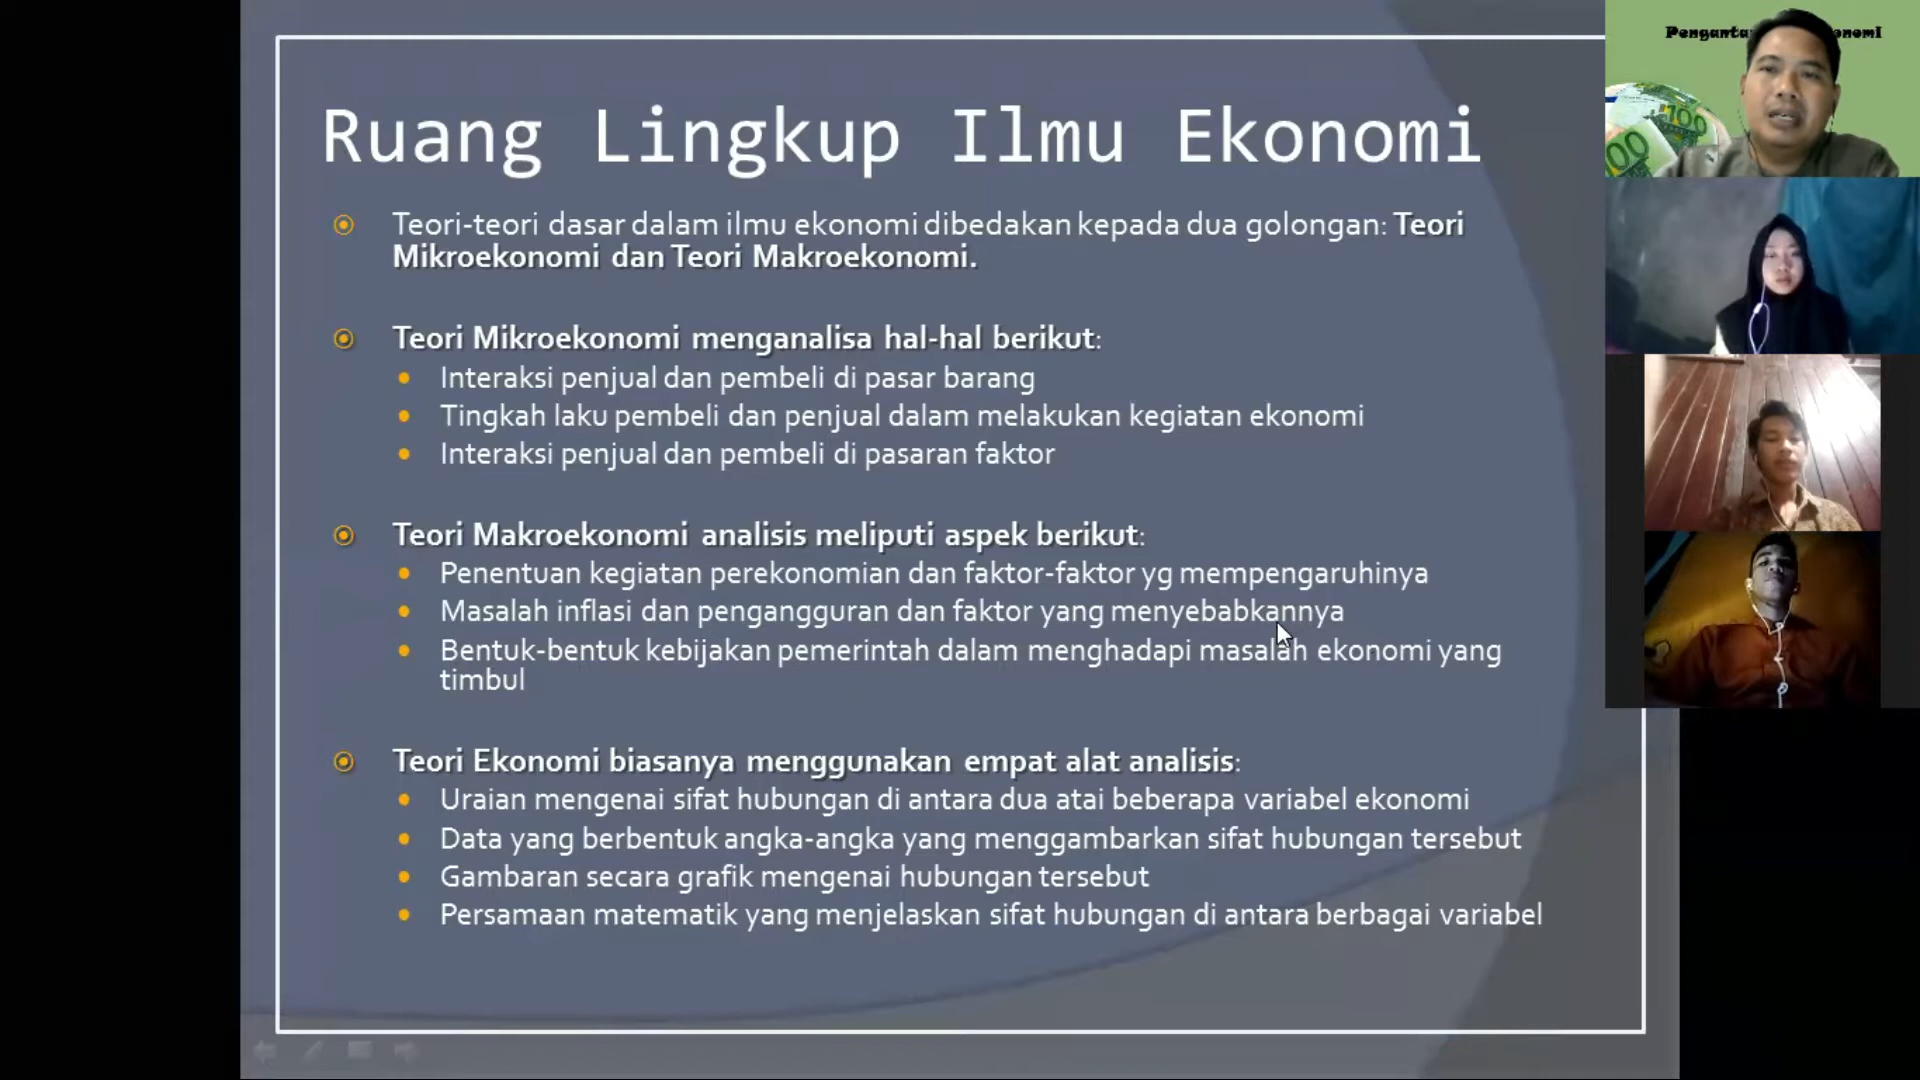 Ruang Lingkup Ilmu Ekonomi
Teori-teori dasar dalam ilmu ekonomi dibedakan kepada dua golongan: Teori
Mikroekonomi dan Teori Makroekonomi.
Teori Mikroekonomi menganalisa hal-hal berikut:
Interaksi penjual dan pembeli di pasar barang
Tingkah laku pembeli dan penjual dalam melakukan kegiatan ekonomi
Interaksi penjual dan pembeli di pasaran faktor
Teori Makroekonomi analisis meliputi aspek berikut:
Penentuan kegiatan perekonomian dan faktor-faktor yg mempengaruhinya
Masalah inflasi dan pengangguran dan faktor yang menyebabkannya
Bentuk-bentuk kebijakan pemerintah dalam menghadapi masalah ekonomi yang
timbul
Teori Ekonomi biasanya menggunakan empat alat analisis:
Uraian mengenai sifat hubungan di antara dua atai beberapa variabel ekonomi
Data yang berbentuk angka-angka yang menggambarkan sifat hubungan tersebut
Gambaran secara grafik mengenai hubungan tersebut
Persamaan matematik yang menjelaskan sifat hubungan di antara berbagai variabel
100